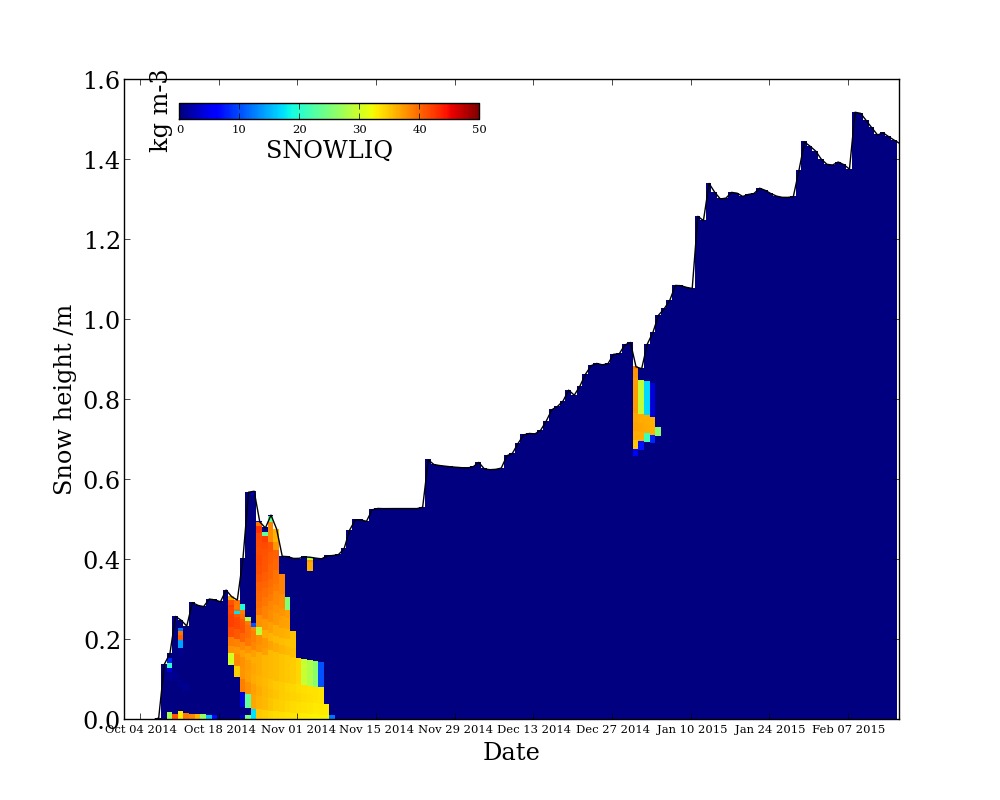 1.6
kg m-3
0 10 20 30 40 50
SNOWLIQ
1.4
1.2
1.0
0.8
0.6
0.4
0.2
0.0
Snow height /m
Oct 04 2014 Oct 18 2014 Nov 01 2014 Nov 15 2014 Nov 29 2014 Dec 13 2014 Dec 27 2014 Jan 10 2015 Jan 24 2015 Feb 07 2015
Date